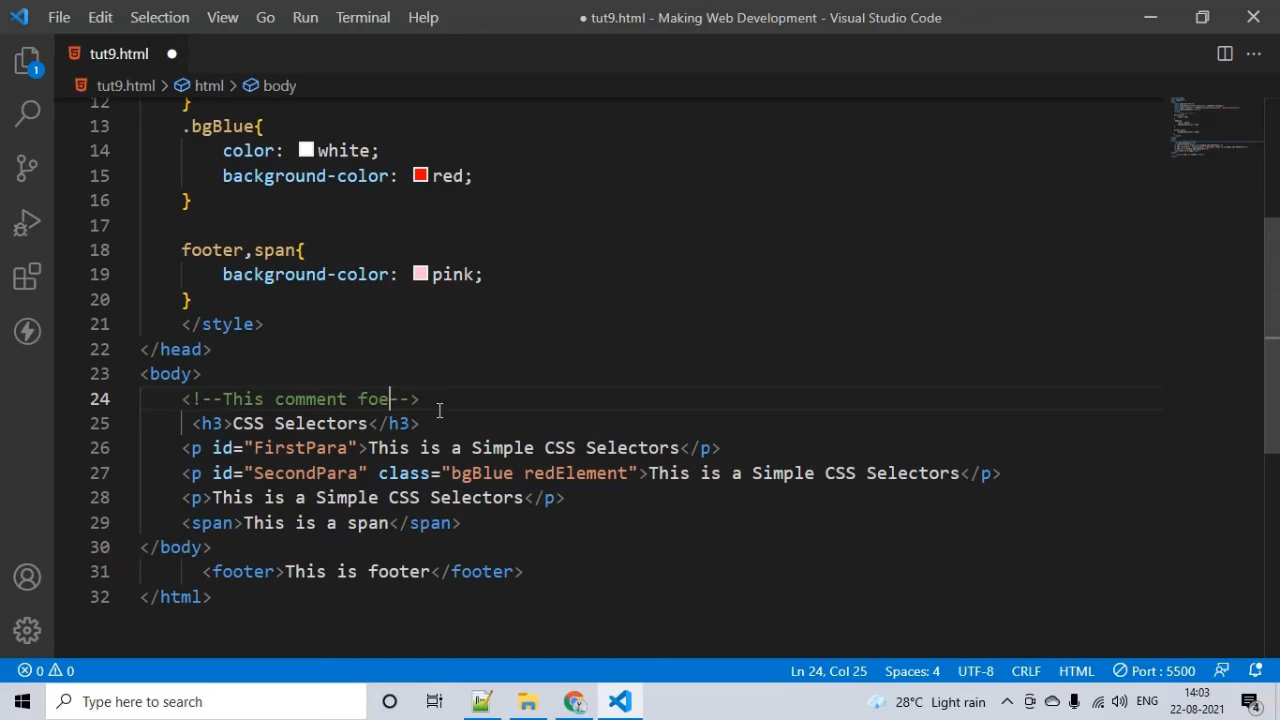 File Edit Selection View Go Run Terminal Help ● tut9.html - Making Web Development - Visual Studio Code
tut9.html
tut9.html > html > body
12 }
13 .bgBlue{
14 color: white;
15 background-color: red;
16 }
17
18 footer,span{
19 background-color: pink;
20 }
21 </style>
22 </head>
23 <body>
24 <!--This comment foe-->
25 <h3>CSS Selectors</h3>
26 <p id="FirstPara">This is a Simple CSS Selectors</p>
27 <p id="SecondPara" class="bgBlue redElement">This is a Simple CSS Selectors</p>
28 <p>This is a Simple CSS Selectors</p>
29 <span>This is a span</span>
30 </body>
31 <footer>This is footer</footer>
32 </html>
1
0 0 Ln 24, Col 25 Spaces: 4 UTF-8 CRLF HTML Port : 5500
Type here to search 28°C Light rain ENG 14:03
22-08-2021 4